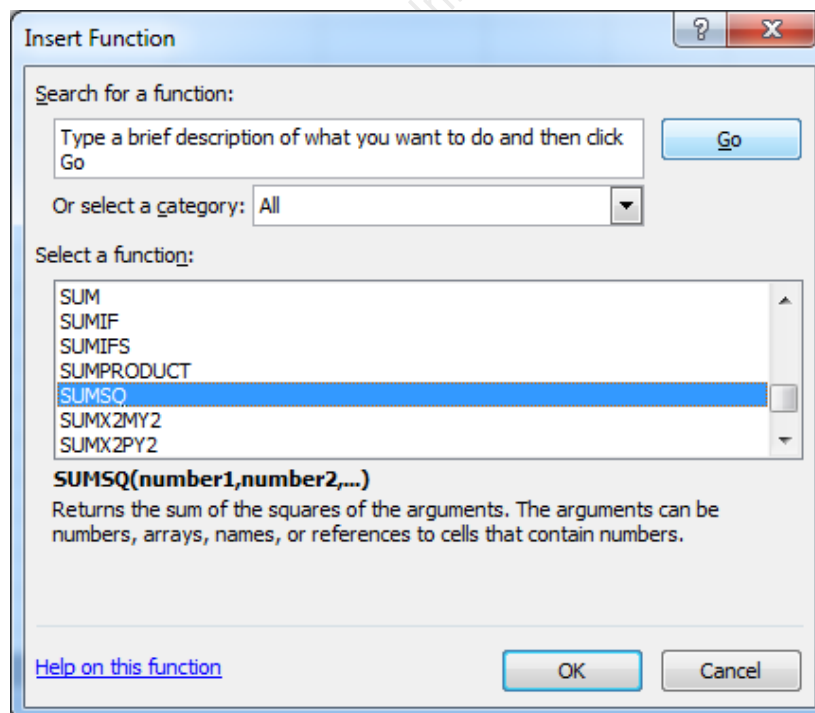 Insert Function
?
X
Search for a function:
Type a brief description of what you want to do and then click
Go
Go
Or select a category: All
Select a function:
SUM
SUMIF
SUMIFS
SUMPRODUCT
SUMSQ
SUMX2MY2
SUMX2PY2
SUMSQ(number1,number2,...)
Returns the sum of the squares of the arguments. The arguments can be
numbers, arrays, names, or references to cells that contain numbers.
Help on this function
OK
Cancel